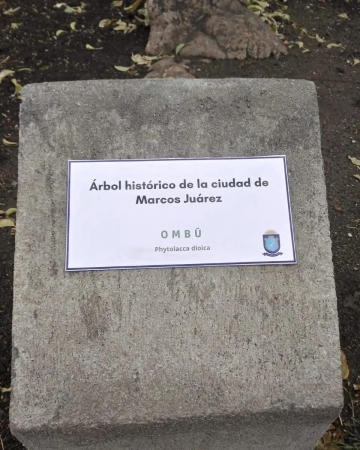 Árbol histórico de la ciudad de
Marcos Juárez
OMBÚ
Phytolacca dioica